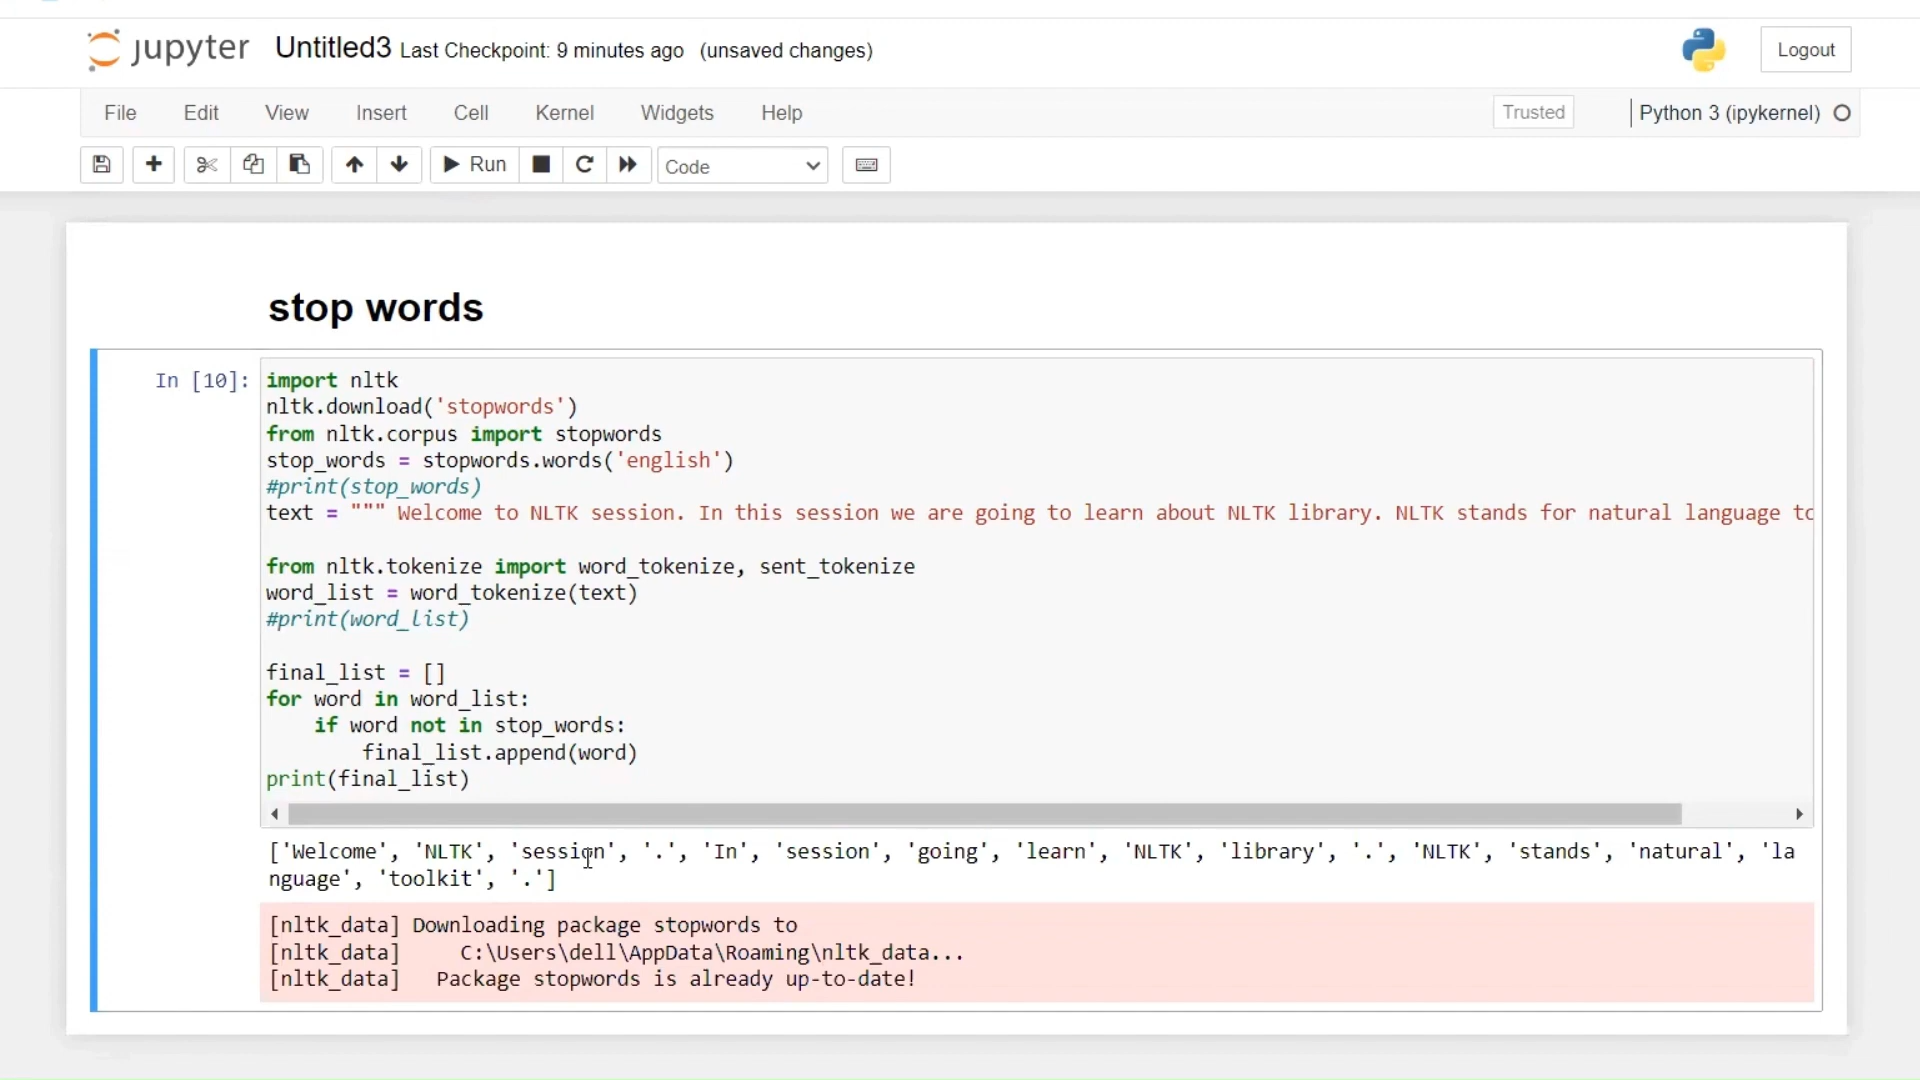 jupyter Untitled3 Last Checkpoint: 9 minutes ago (unsaved changes) Logout
File Edit View Insert Cell Kernel Widgets Help Trusted Python 3 (ipykernel)
Run Code
stop words
In [10]: import nltk
nltk.download('stopwords')
from nltk.corpus import stopwords
stop_words = stopwords.words('english')
#print(stop_words)
text = """ Welcome to NLTK session. In this session we are going to learn about NLTK library. NLTK stands for natural language to
from nltk.tokenize import word_tokenize, sent_tokenize
word_list = word_tokenize(text)
#print(word_list)
final_list = []
for word in word_list:
    if word not in stop_words:
        final_list.append(word)
print(final_list)
['Welcome', 'NLTK', 'session', '.', 'In', 'session', 'going', 'learn', 'NLTK', 'library', '.', 'NLTK', 'stands', 'natural', 'la
nguage', 'toolkit', '.']
[nltk_data] Downloading package stopwords to
[nltk_data]     C:\Users\dell\AppData\Roaming\nltk_data...
[nltk_data]   Package stopwords is already up-to-date!